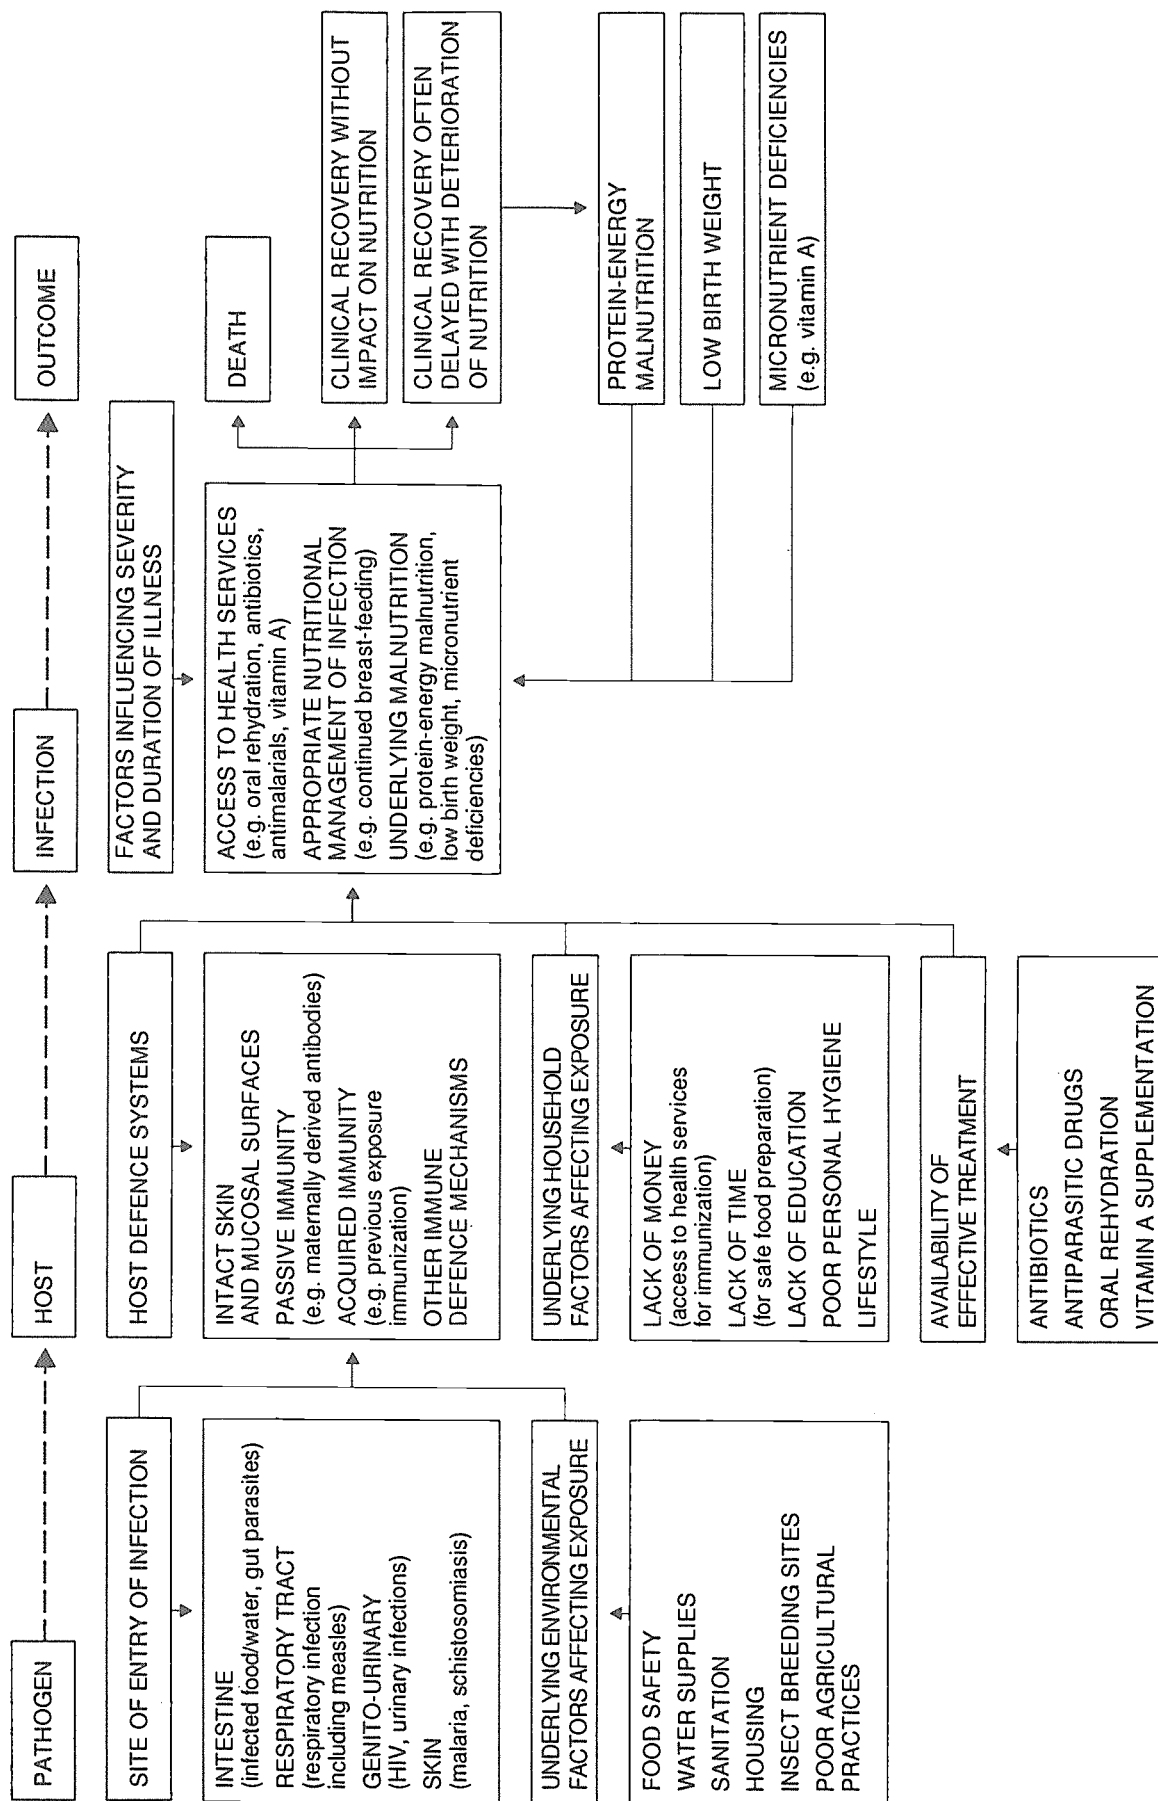 PATHOGEN
HOST
INFECTION
OUTCOME
SITE OF ENTRY OF INFECTION
INTESTINE
(infected food/water, gut parasites)
RESPIRATORY TRACT
(respiratory infection
including measles)
GENITO-URINARY
(HIV, urinary infections)
SKIN
(malaria, schistosomiasis)
UNDERLYING ENVIRONMENTAL
FACTORS AFFECTING EXPOSURE
FOOD SAFETY
WATER SUPPLIES
SANITATION
HOUSING
INSECT BREEDING SITES
POOR AGRICULTURAL
PRACTICES
HOST DEFENCE SYSTEMS
INTACT SKIN
AND MUCOSAL SURFACES
PASSIVE IMMUNITY
(e.g. maternally derived antibodies)
ACQUIRED IMMUNITY
(e.g. previous exposure
immunization)
OTHER IMMUNE
DEFENCE MECHANISMS
UNDERLYING HOUSEHOLD
FACTORS AFFECTING EXPOSURE
LACK OF MONEY
(access to health services
for immunization)
LACK OF TIME
(for safe food preparation)
LACK OF EDUCATION
POOR PERSONAL HYGIENE
LIFESTYLE
AVAILABILITY OF
EFFECTIVE TREATMENT
ANTIBIOTICS
ANTIPARASITIC DRUGS
ORAL REHYDRATION
VITAMIN A SUPPLEMENTATION
FACTORS INFLUENCING SEVERITY
AND DURATION OF ILLNESS
ACCESS TO HEALTH SERVICES
(e.g. oral rehydration, antibiotics,
antimalarials, vitamin A)
APPROPRIATE NUTRITIONAL
MANAGEMENT OF INFECTION
(e.g. continued breast-feeding)
UNDERLYING MALNUTRITION
(e.g. protein-energy malnutrition,
low birth weight, micronutrient
deficiencies)
DEATH
CLINICAL RECOVERY WITHOUT
IMPACT ON NUTRITION
CLINICAL RECOVERY OFTEN
DELAYED WITH DETERIORATION
OF NUTRITION
PROTEIN-ENERGY
MALNUTRITION
LOW BIRTH WEIGHT
MICRONUTRIENT DEFICIENCIES
(e.g. vitamin A)